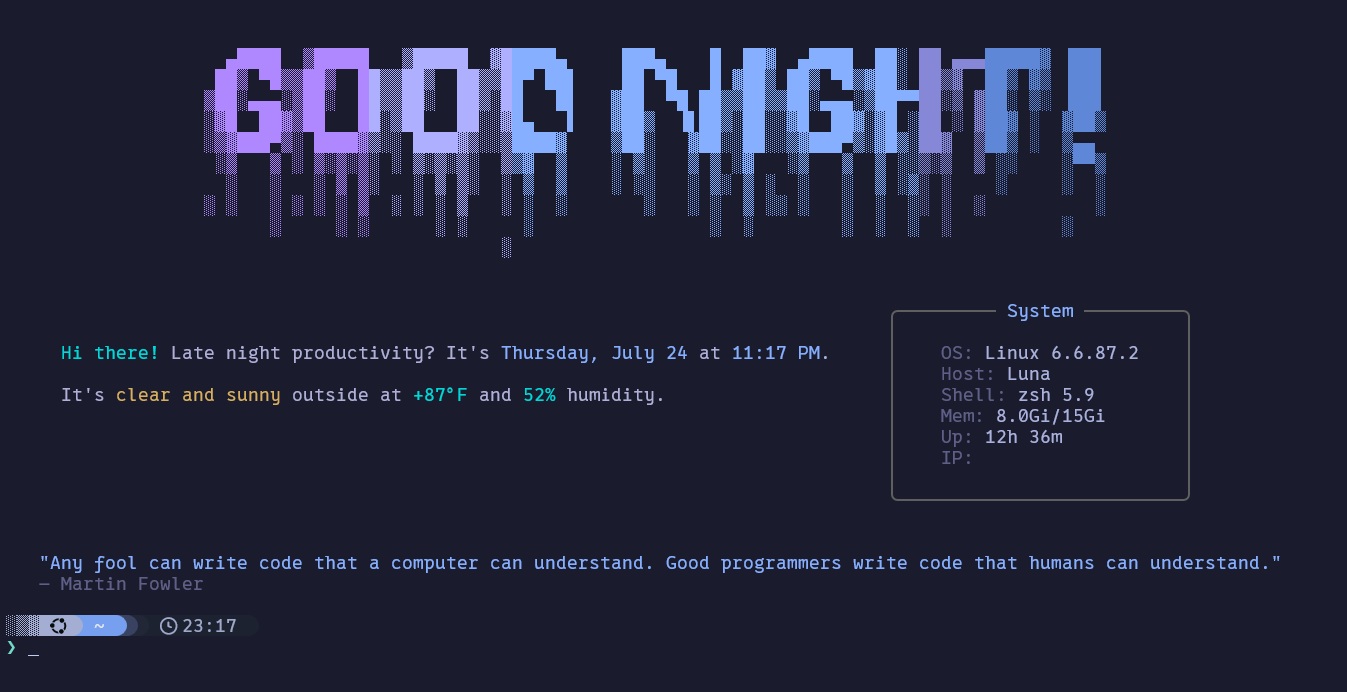 GOOD NIGHT!
System
Hi there! Late night productivity? It's Thursday, July 24 at 11:17 PM.
It's clear and sunny outside at +87°F and 52% humidity.
OS: Linux 6.6.87.2
Host: Luna
Shell: zsh 5.9
Mem: 8.0Gi/15Gi
Up: 12h 36m
IP:
"Any fool can write code that a computer can understand. Good programmers write code that humans can understand."
— Martin Fowler
~ 23:17
❯ _